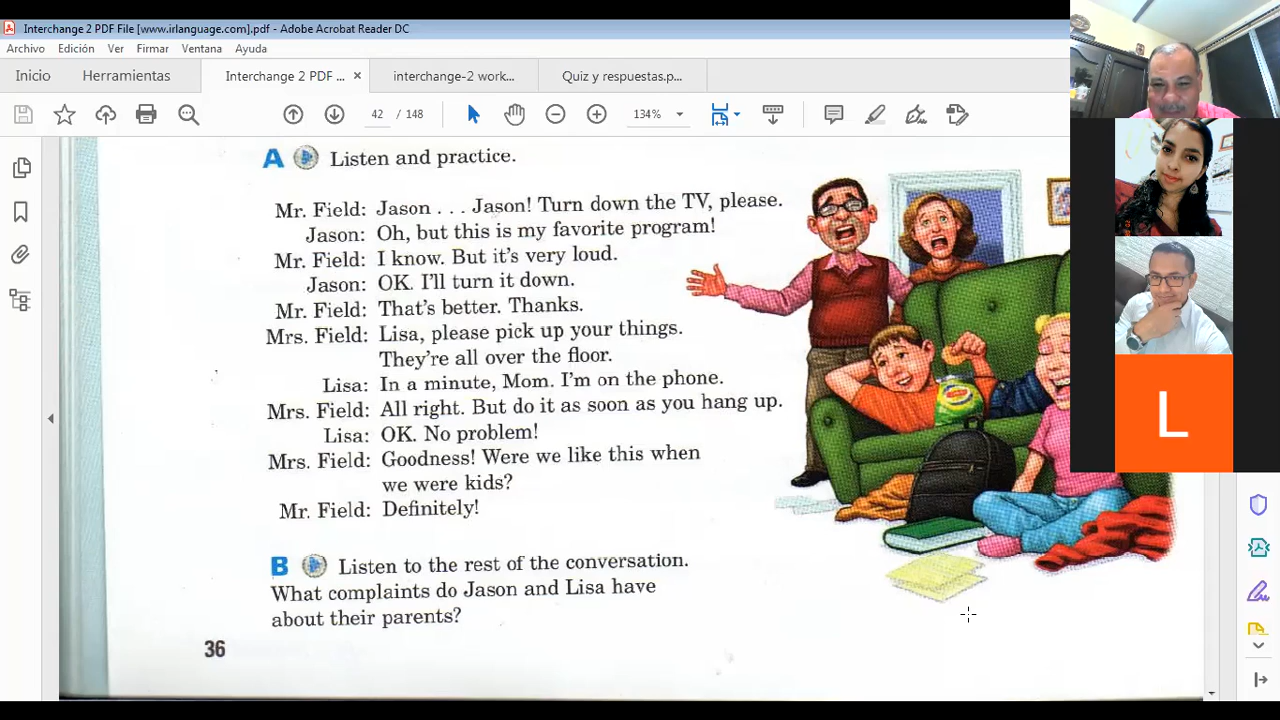 Interchange 2 PDF File [www.irlanguage.com].pdf - Adobe Acrobat Reader DC
Archivo Edición Ver Firmar Ventana Ayuda
Inicio Herramientas Interchange 2 PDF ... × interchange-2 work... Quiz y respuestas.p...
42 / 148 134%
A Listen and practice.
Mr. Field: Jason . . . Jason! Turn down the TV, please.
Jason: Oh, but this is my favorite program!
Mr. Field: I know. But it's very loud.
Jason: OK. I'll turn it down.
Mr. Field: That's better. Thanks.
Mrs. Field: Lisa, please pick up your things.
They're all over the floor.
Lisa: In a minute, Mom. I'm on the phone.
Mrs. Field: All right. But do it as soon as you hang up.
Lisa: OK. No problem!
Mrs. Field: Goodness! Were we like this when
we were kids?
Mr. Field: Definitely!
B Listen to the rest of the conversation.
What complaints do Jason and Lisa have
about their parents?
36
L